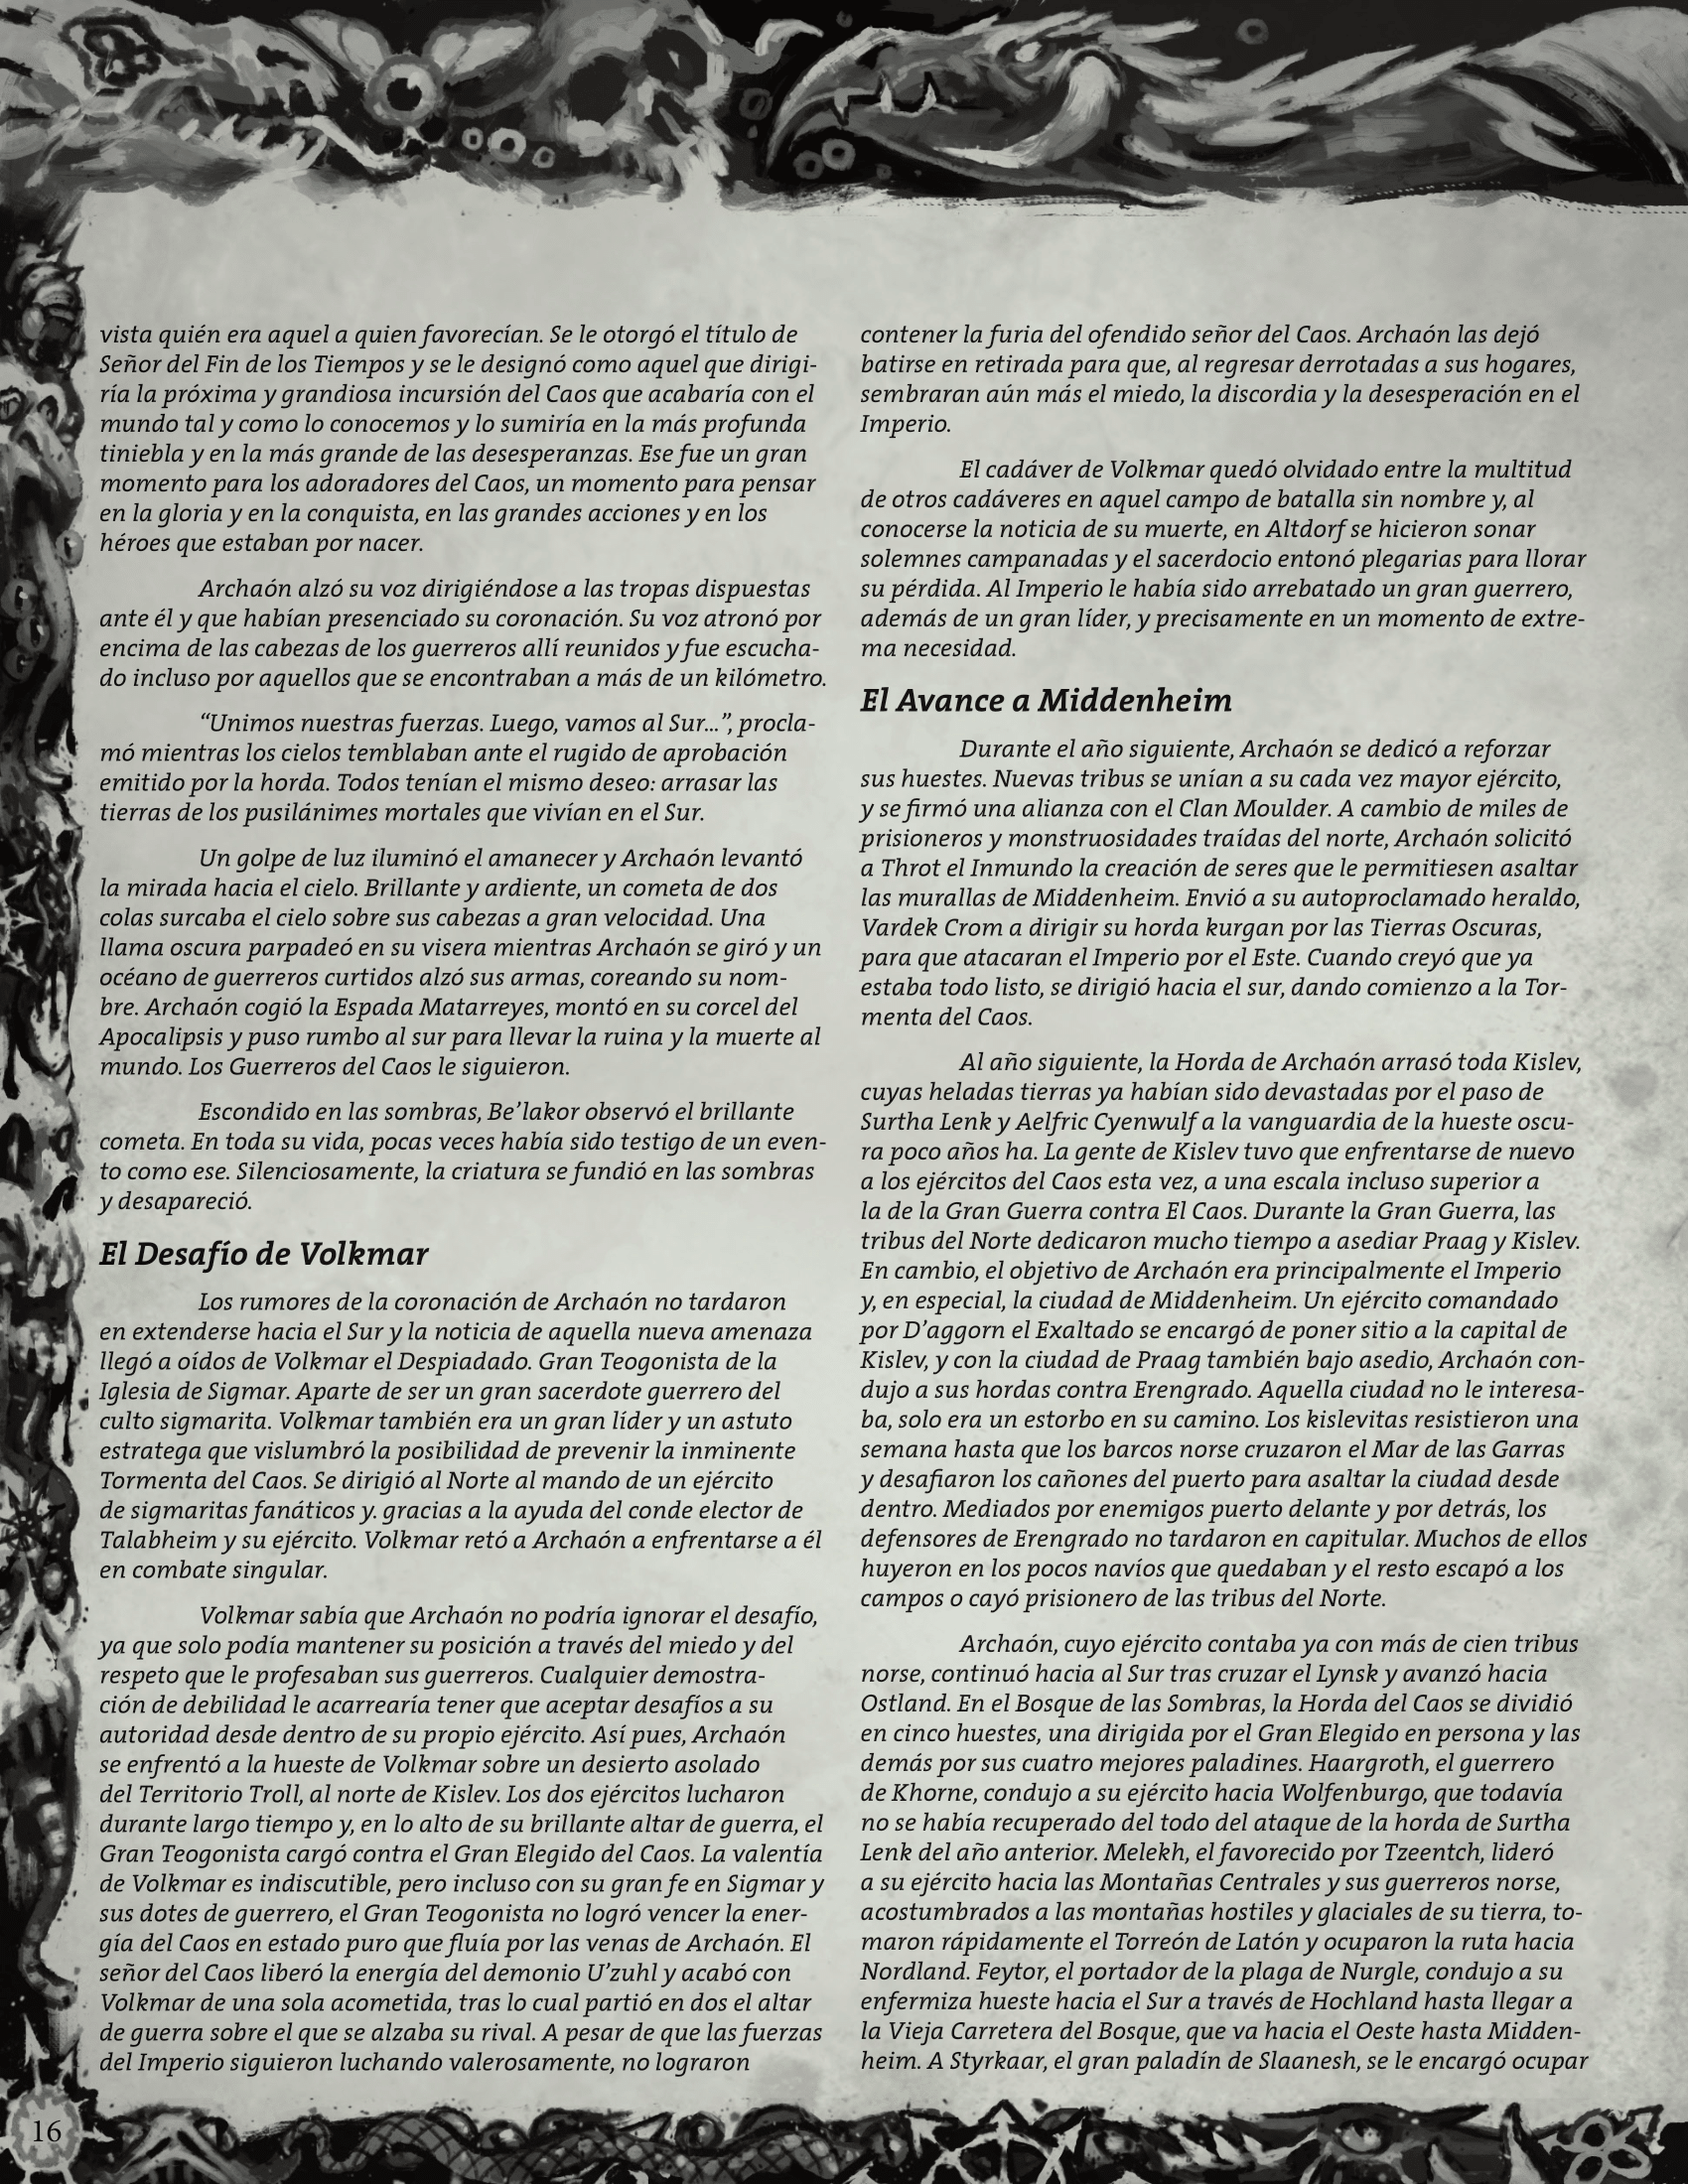 vista quién era aquel a quien favorecían. Se le otorgó el título de
Señor del Fin de los Tiempos y se le designó como aquel que dirigi-
ría la próxima y grandiosa incursión del Caos que acabaría con el
mundo tal y como lo conocemos y lo sumiría en la más profunda
tiniebla y en la más grande de las desesperanzas. Ese fue un gran
momento para los adoradores del Caos, un momento para pensar
en la gloria y en la conquista, en las grandes acciones y en los
héroes que estaban por nacer.
Archaón alzó su voz dirigiéndose a las tropas dispuestas
ante él y que habían presenciado su coronación. Su voz atronó por
encima de las cabezas de los guerreros allí reunidos y fue escucha-
do incluso por aquellos que se encontraban a más de un kilómetro.
“Unimos nuestras fuerzas. Luego, vamos al Sur...”, procla-
mó mientras los cielos temblaban ante el rugido de aprobación
emitido por la horda. Todos tenían el mismo deseo: arrasar las
tierras de los pusilánimes mortales que vivían en el Sur.
Un golpe de luz iluminó el amanecer y Archaón levantó
la mirada hacia el cielo. Brillante y ardiente, un cometa de dos
colas surcaba el cielo sobre sus cabezas a gran velocidad. Una
llama oscura parpadeó en su visera mientras Archaón se giró y un
océano de guerreros curtidos alzó sus armas, coreando su nom-
bre. Archaón cogió la Espada Matarreyes, montó en su corcel del
Apocalipsis y puso rumbo al sur para llevar la ruina y la muerte al
mundo. Los Guerreros del Caos le siguieron.
Escondido en las sombras, Be’lakor observó el brillante
cometa. En toda su vida, pocas veces había sido testigo de un even-
to como ese. Silenciosamente, la criatura se fundió en las sombras
y desapareció.
El Desafío de Volkmar
Los rumores de la coronación de Archaón no tardaron
en extenderse hacia el Sur y la noticia de aquella nueva amenaza
llegó a oídos de Volkmar el Despiadado. Gran Teogonista de la
Iglesia de Sigmar. Aparte de ser un gran sacerdote guerrero del
culto sigmarita. Volkmar también era un gran líder y un astuto
estratega que vislumbró la posibilidad de prevenir la inminente
Tormenta del Caos. Se dirigió al Norte al mando de un ejército
de sigmaritas fanáticos y. gracias a la ayuda del conde elector de
Talabheim y su ejército. Volkmar retó a Archaón a enfrentarse a él
en combate singular.
Volkmar sabía que Archaón no podría ignorar el desafío,
ya que solo podía mantener su posición a través del miedo y del
respeto que le profesaban sus guerreros. Cualquier demostra-
ción de debilidad le acarrearía tener que aceptar desafíos a su
autoridad desde dentro de su propio ejército. Así pues, Archaón
se enfrentó a la hueste de Volkmar sobre un desierto asolado
del Territorio Troll, al norte de Kislev. Los dos ejércitos lucharon
durante largo tiempo y, en lo alto de su brillante altar de guerra, el
Gran Teogonista cargó contra el Gran Elegido del Caos. La valentía
de Volkmar es indiscutible, pero incluso con su gran fe en Sigmar y
sus dotes de guerrero, el Gran Teogonista no logró vencer la ener-
gía del Caos en estado puro que fluía por las venas de Archaón. El
señor del Caos liberó la energía del demonio U’zuhl y acabó con
Volkmar de una sola acometida, tras lo cual partió en dos el altar
de guerra sobre el que se alzaba su rival. A pesar de que las fuerzas
del Imperio siguieron luchando valerosamente, no lograron
contener la furia del ofendido señor del Caos. Archaón las dejó
batirse en retirada para que, al regresar derrotadas a sus hogares,
sembraran aún más el miedo, la discordia y la desesperación en el
Imperio.
El cadáver de Volkmar quedó olvidado entre la multitud
de otros cadáveres en aquel campo de batalla sin nombre y, al
conocerse la noticia de su muerte, en Altdorf se hicieron sonar
solemnes campanadas y el sacerdocio entonó plegarias para llorar
su pérdida. Al Imperio le había sido arrebatado un gran guerrero,
además de un gran líder, y precisamente en un momento de extre-
ma necesidad.
El Avance a Middenheim
Durante el año siguiente, Archaón se dedicó a reforzar
sus huestes. Nuevas tribus se unían a su cada vez mayor ejército,
y se firmó una alianza con el Clan Moulder. A cambio de miles de
prisioneros y monstruosidades traídas del norte, Archaón solicitó
a Throt el Inmundo la creación de seres que le permitiesen asaltar
las murallas de Middenheim. Envió a su autoproclamado heraldo,
Vardek Crom a dirigir su horda kurgan por las Tierras Oscuras,
para que atacaran el Imperio por el Este. Cuando creyó que ya
estaba todo listo, se dirigió hacia el sur, dando comienzo a la Tor-
menta del Caos.
Al año siguiente, la Horda de Archaón arrasó toda Kislev,
cuyas heladas tierras ya habían sido devastadas por el paso de
Surtha Lenk y Aelfric Cyenwulf a la vanguardia de la hueste oscu-
ra poco años ha. La gente de Kislev tuvo que enfrentarse de nuevo
a los ejércitos del Caos esta vez, a una escala incluso superior a
la de la Gran Guerra contra El Caos. Durante la Gran Guerra, las
tribus del Norte dedicaron mucho tiempo a asediar Praag y Kislev.
En cambio, el objetivo de Archaón era principalmente el Imperio
y, en especial, la ciudad de Middenheim. Un ejército comandado
por D’aggorn el Exaltado se encargó de poner sitio a la capital de
Kislev, y con la ciudad de Praag también bajo asedio, Archaón con-
dujo a sus hordas contra Erengrado. Aquella ciudad no le interesa-
ba, solo era un estorbo en su camino. Los kislevitas resistieron una
semana hasta que los barcos norse cruzaron el Mar de las Garras
y desafiaron los cañones del puerto para asaltar la ciudad desde
dentro. Mediados por enemigos puerto delante y por detrás, los
defensores de Erengrado no tardaron en capitular. Muchos de ellos
huyeron en los pocos navíos que quedaban y el resto escapó a los
campos o cayó prisionero de las tribus del Norte.
Archaón, cuyo ejército contaba ya con más de cien tribus
norse, continuó hacia al Sur tras cruzar el Lynsk y avanzó hacia
Ostland. En el Bosque de las Sombras, la Horda del Caos se dividió
en cinco huestes, una dirigida por el Gran Elegido en persona y las
demás por sus cuatro mejores paladines. Haargroth, el guerrero
de Khorne, condujo a su ejército hacia Wolfenburgo, que todavía
no se había recuperado del todo del ataque de la horda de Surtha
Lenk del año anterior. Melekh, el favorecido por Tzeentch, lideró
a su ejército hacia las Montañas Centrales y sus guerreros norse,
acostumbrados a las montañas hostiles y glaciales de su tierra, to-
maron rápidamente el Torreón de Latón y ocuparon la ruta hacia
Nordland. Feytor, el portador de la plaga de Nurgle, condujo a su
enfermiza hueste hacia el Sur a través de Hochland hasta llegar a
la Vieja Carretera del Bosque, que va hacia el Oeste hasta Midden-
heim. A Styrkaar, el gran paladín de Slaanesh, se le encargó ocupar
16